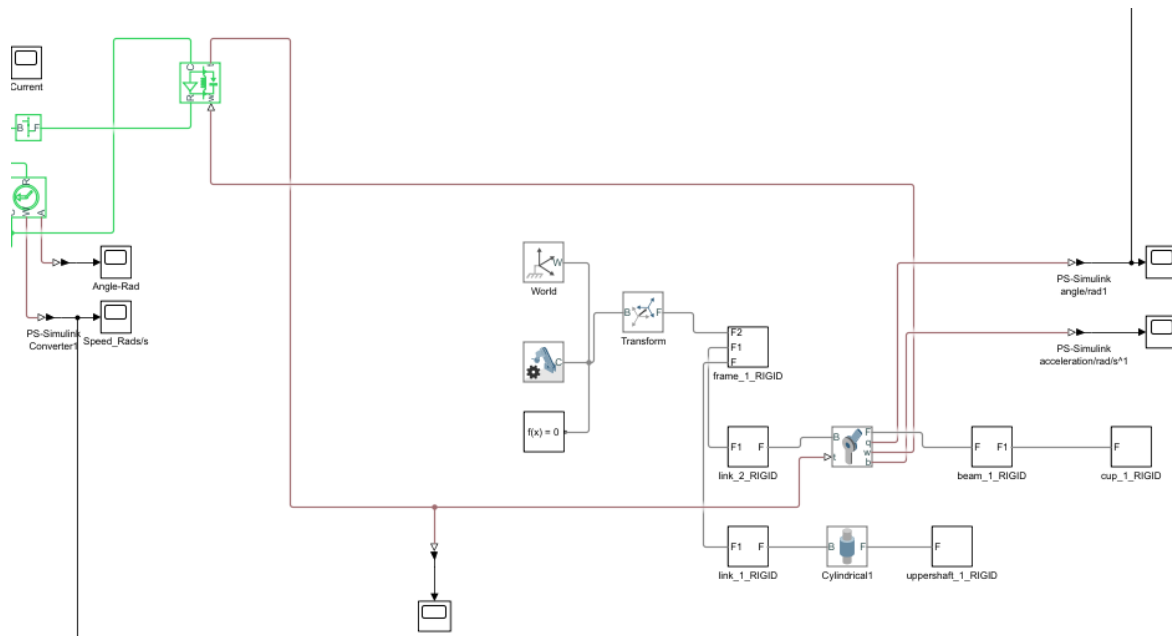 Current
C
t
R
w
B
F
R
W
A
Angle-Rad
PS-Simulink
Converter1
Speed_Rads/s
W
World
B
F
Transform
C
f(x) = 0
F2
F1
F
frame_1_RIGID
PS-Simulink
angle/rad1
PS-Simulink
acceleration/rad/s^1
F1
F
link_2_RIGID
B
t
F
q
w
b
F
F1
beam_1_RIGID
F
cup_1_RIGID
F1
F
link_1_RIGID
B
F
Cylindrical1
F
uppershaft_1_RIGID